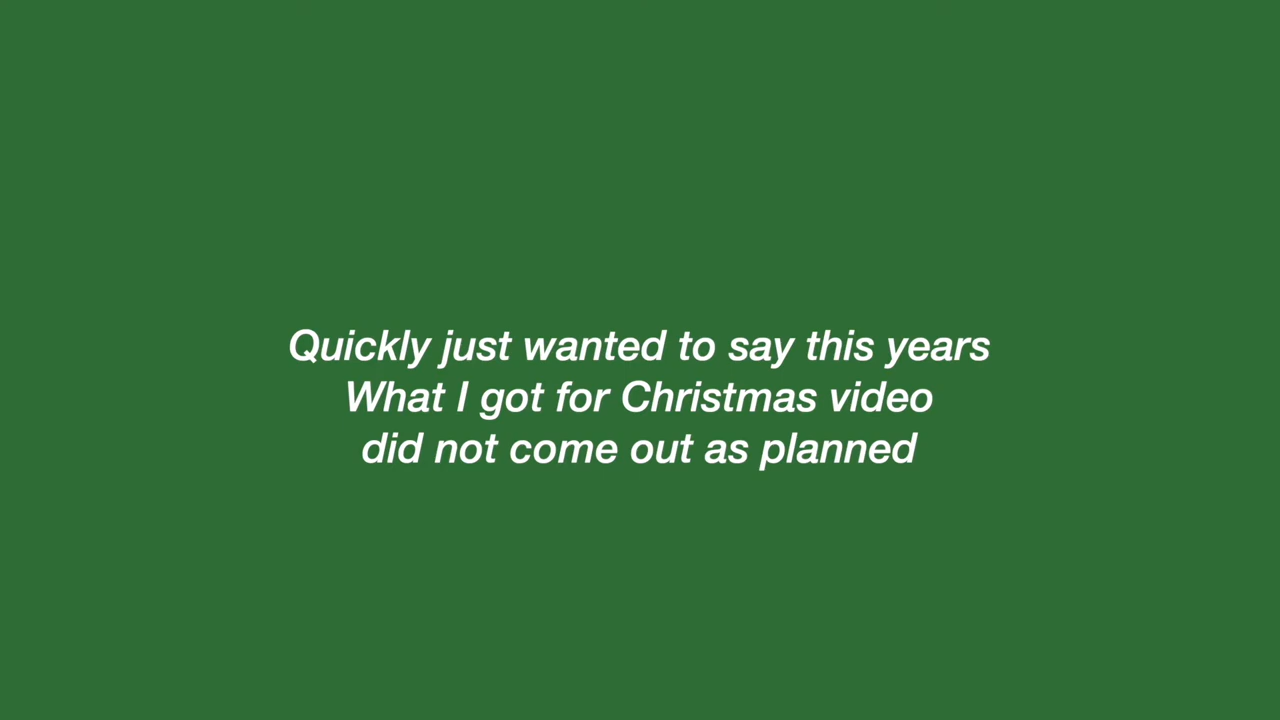 Quickly just wanted to say this years
What I got for Christmas video
did not come out as planned